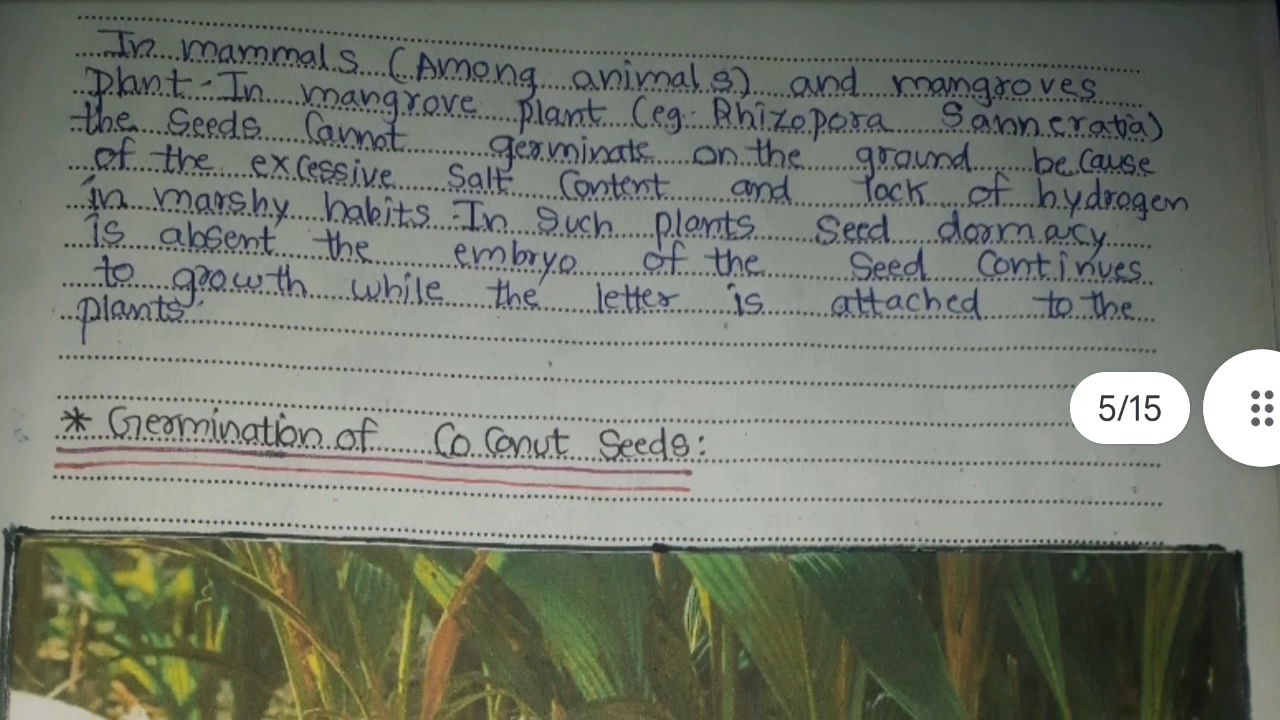 In mammals (Among animals) and mangroves
plant. In mangrove plant (eg. Rhizopora Sanneratia)
the Seeds Cannot germinate on the ground because
of the excessive Salt Content and lack of hydrogen
in marshy habits. In Such plants Seed dormacy
is absent the embryo of the Seed Continues
to growth while the letter is attached to the
plants.
5/15
* Germination of Coconut Seeds: